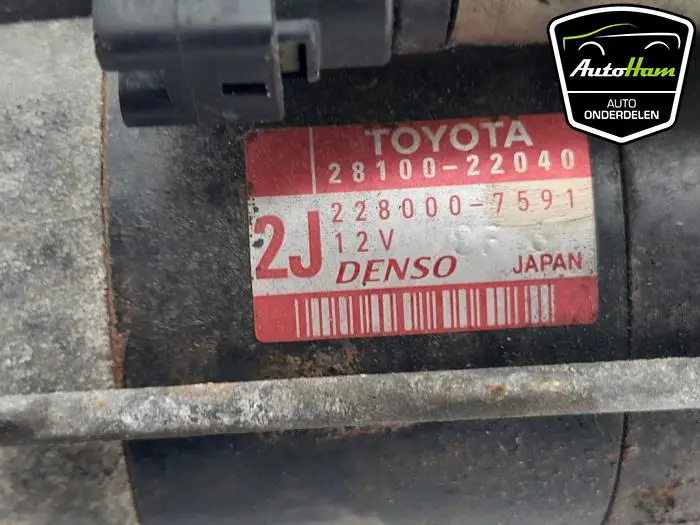 AutoHam
AUTO
ONDERDELEN
TOYOTA
28100-22040
228000-7591
2J
12V
DENSO
JAPAN